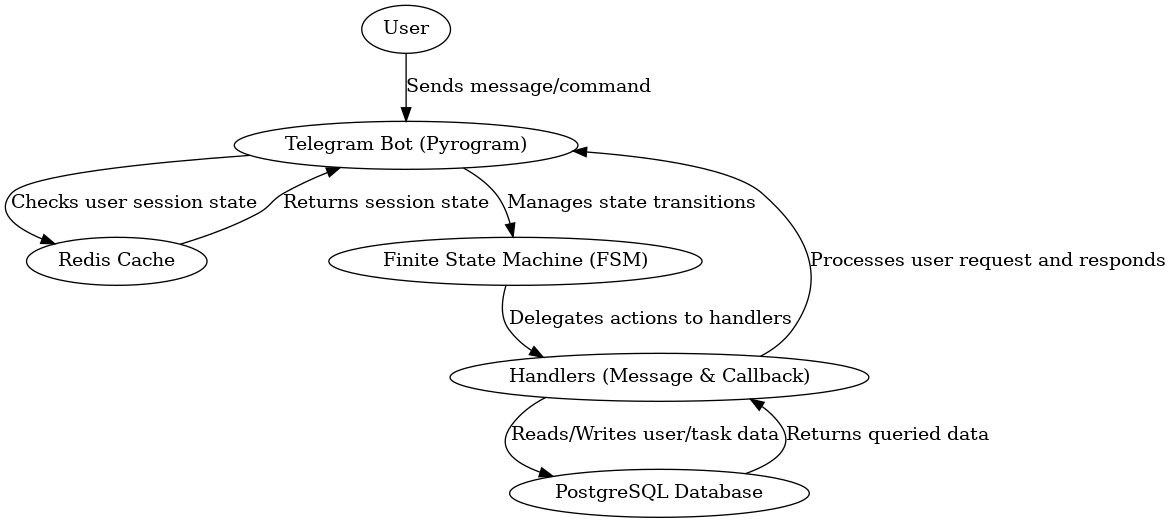 User
Sends message/command
Telegram Bot (Pyrogram)
Checks user session state
Returns session state
Manages state transitions
Redis Cache
Finite State Machine (FSM)
Processes user request and responds
Delegates actions to handlers
Handlers (Message & Callback)
Reads/Writes user/task data
Returns queried data
PostgreSQL Database